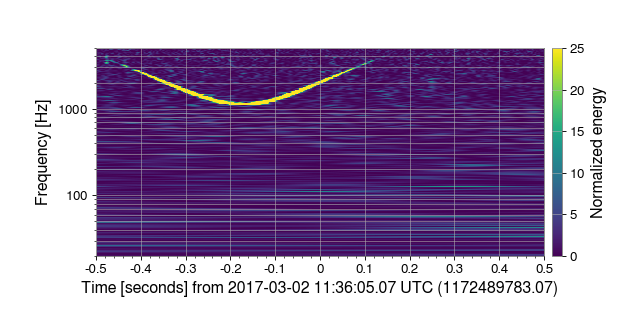 25
20
15
10
5
0
Normalized energy
Frequency [Hz]
1000
100
-0.5 -0.4 -0.3 -0.2 -0.1 0 0.1 0.2 0.3 0.4 0.5
Time [seconds] from 2017-03-02 11:36:05.07 UTC (1172489783.07)